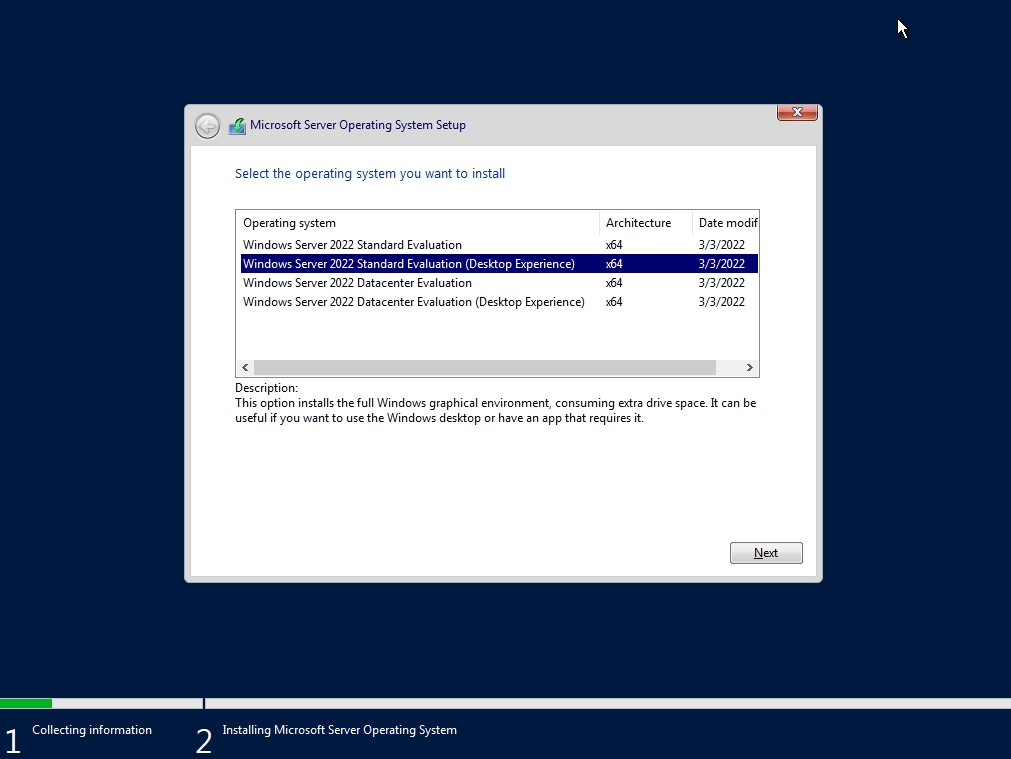 Microsoft Server Operating System Setup
Select the operating system you want to install
Operating system Architecture Date modif
Windows Server 2022 Standard Evaluation x64 3/3/2022
Windows Server 2022 Standard Evaluation (Desktop Experience) x64 3/3/2022
Windows Server 2022 Datacenter Evaluation x64 3/3/2022
Windows Server 2022 Datacenter Evaluation (Desktop Experience) x64 3/3/2022
Description:
This option installs the full Windows graphical environment, consuming extra drive space. It can be
useful if you want to use the Windows desktop or have an app that requires it.
Next
1 Collecting information 2 Installing Microsoft Server Operating System